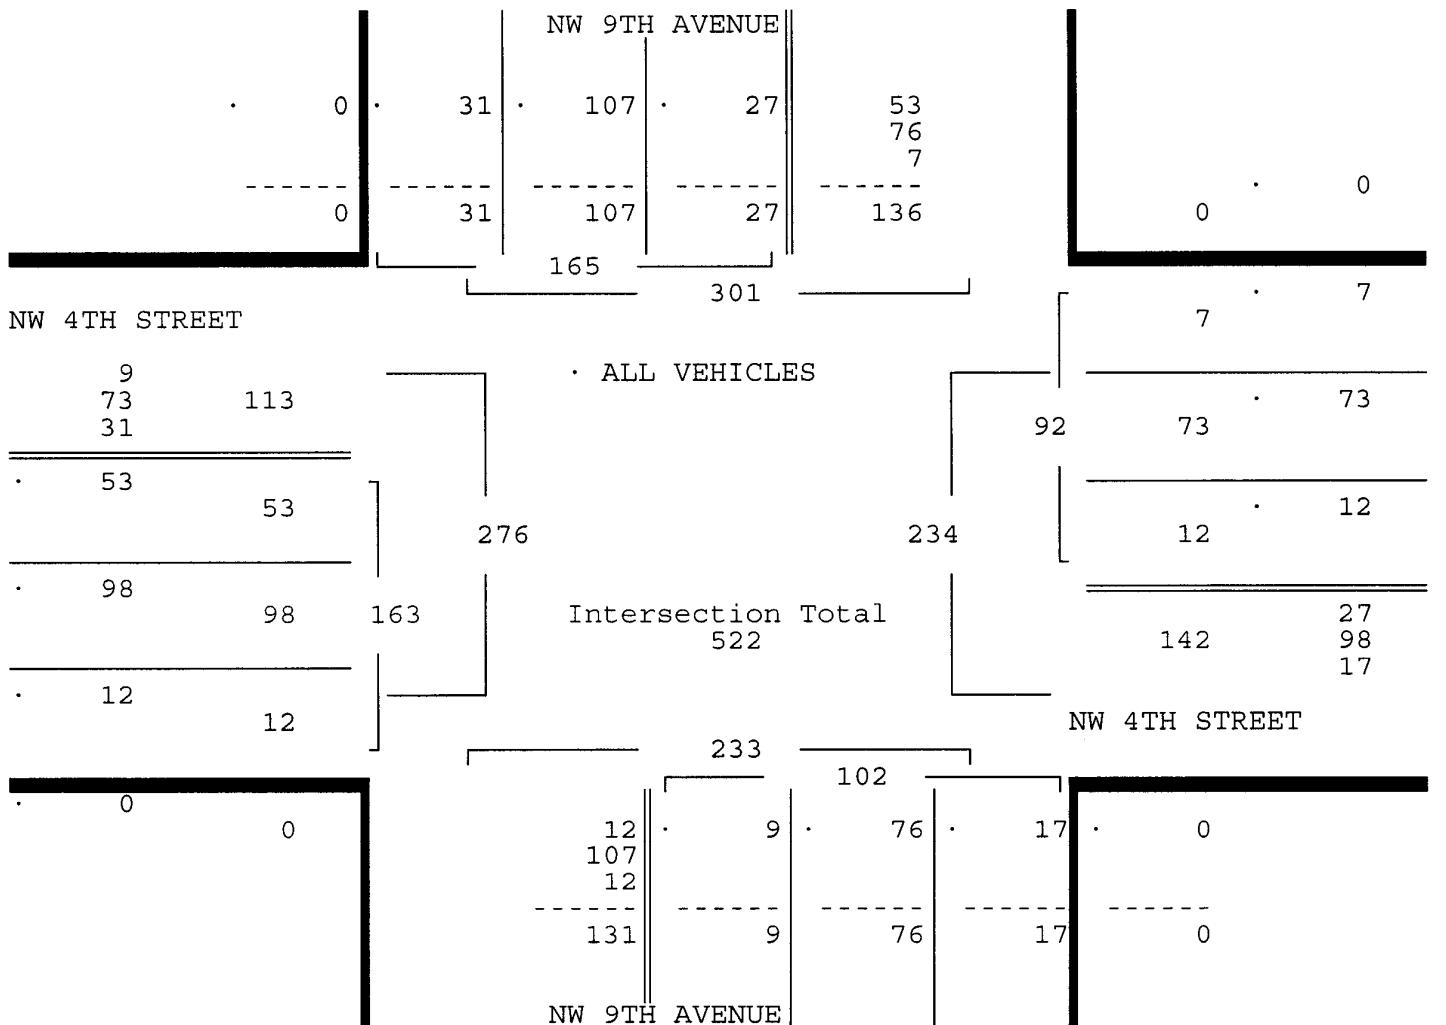 NW 9TH AVENUE
· 0 · 31 · 107 · 27 53
76
7
------ ------ ------ ------ ------
· 0
0 31 107 27 136 0
165
301
· 7
NW 4TH STREET 7
9 · ALL VEHICLES
73 113 · 73
31 92 73
· 53
53 · 12
276 234 12
· 98
98 163 Intersection Total 27
522 142 98
17
· 12
12 NW 4TH STREET
233
102
· 0
0 12 · 9 · 76 · 17 · 0
107
12
------ ------ ------ ------ ------
131 9 76 17 0
NW 9TH AVENUE